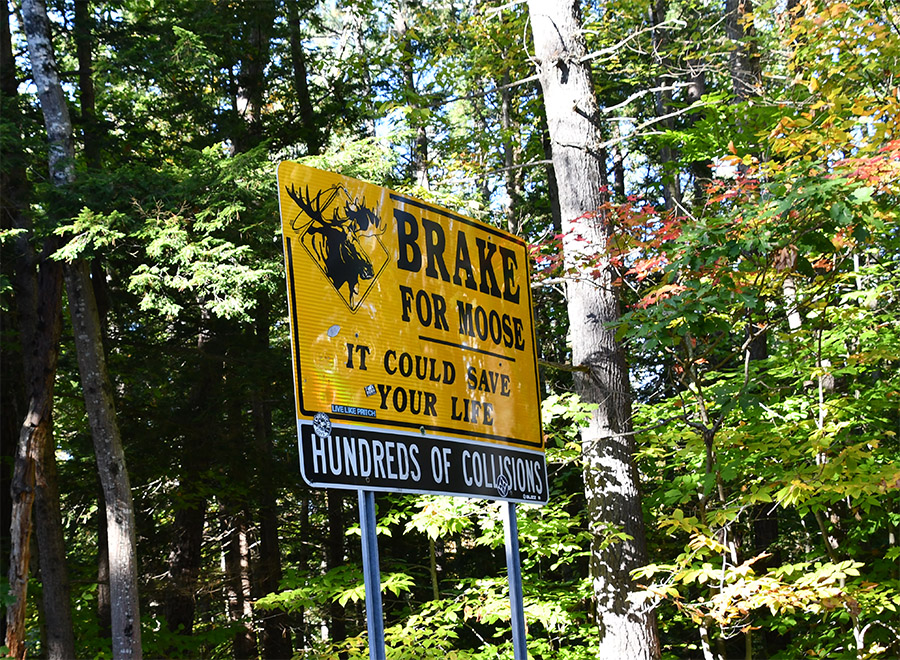 BRAKE
FOR MOOSE
IT COULD SAVE
YOUR LIFE
LIVE LIKE PRITCH
HUNDREDS OF COLLISIONS